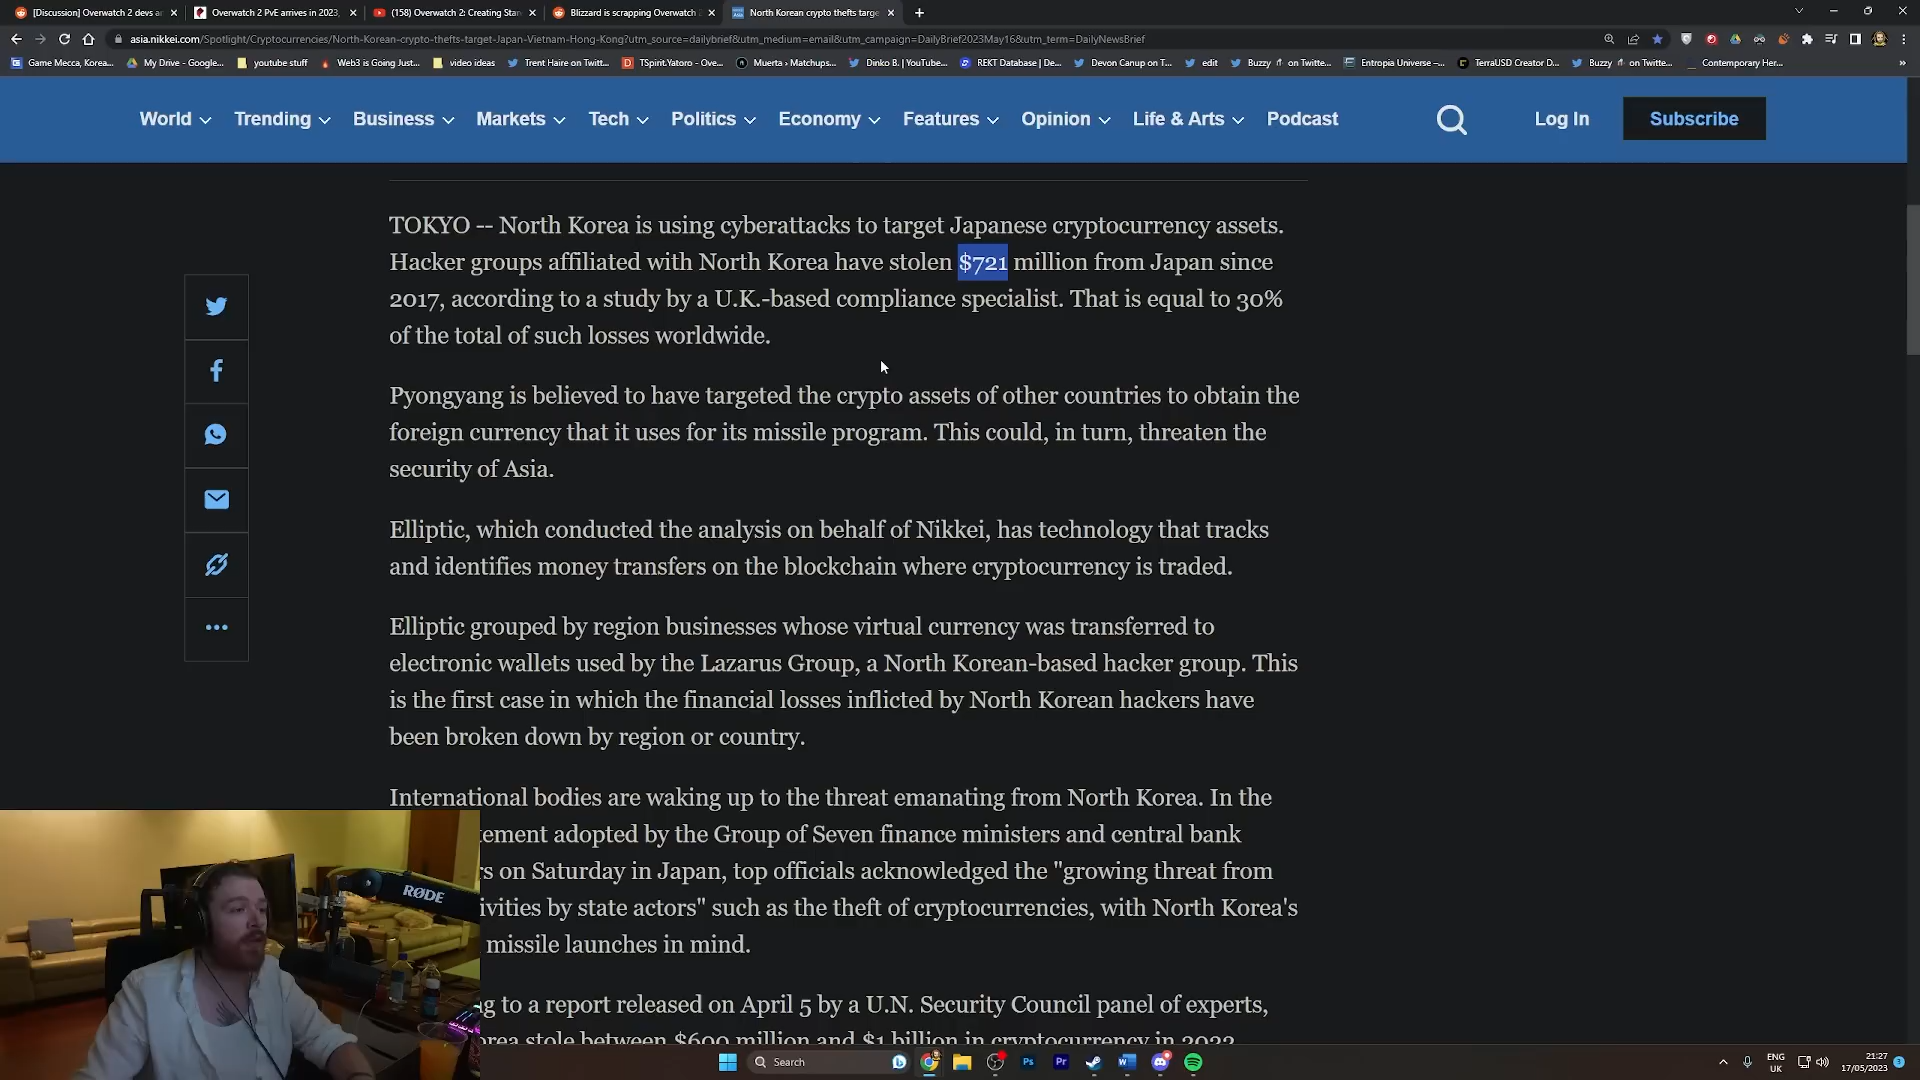 [Discussion] Overwatch 2 devs ar
Overwatch 2 PvE arrives in 2023,
(158) Overwatch 2: Creating Stan
Blizzard is scrapping Overwatch 2
North Korean crypto thefts targe
asia.nikkei.com/Spotlight/Cryptocurrencies/North-Korean-crypto-thefts-target-Japan-Vietnam-Hong-Kong?utm_source=dailybrief&utm_medium=email&utm_campaign=DailyBrief2023May16&utm_term=DailyNewsBrief
Game Mecca, Korea...
My Drive - Google...
youtube stuff
Web3 is Going Just...
video ideas
Trent Haire on Twitt...
TSpirit.Yatoro - Ove...
Muerta › Matchups...
Dinko B. | YouTube...
REKT Database | De...
Devon Canup on T...
edit
Buzzy on Twitte...
Entropia Universe –...
TerraUSD Creator D...
Buzzy on Twitte...
Contemporary Her...
World Trending Business Markets Tech Politics Economy Features Opinion Life & Arts Podcast Log In Subscribe
TOKYO -- North Korea is using cyberattacks to target Japanese cryptocurrency assets.
Hacker groups affiliated with North Korea have stolen $721 million from Japan since
2017, according to a study by a U.K.-based compliance specialist. That is equal to 30%
of the total of such losses worldwide.
Pyongyang is believed to have targeted the crypto assets of other countries to obtain the
foreign currency that it uses for its missile program. This could, in turn, threaten the
security of Asia.
Elliptic, which conducted the analysis on behalf of Nikkei, has technology that tracks
and identifies money transfers on the blockchain where cryptocurrency is traded.
Elliptic grouped by region businesses whose virtual currency was transferred to
electronic wallets used by the Lazarus Group, a North Korean-based hacker group. This
is the first case in which the financial losses inflicted by North Korean hackers have
been broken down by region or country.
International bodies are waking up to the threat emanating from North Korea. In the
tement adopted by the Group of Seven finance ministers and central bank
rs on Saturday in Japan, top officials acknowledged the "growing threat from
ivities by state actors" such as the theft of cryptocurrencies, with North Korea's
missile launches in mind.
g to a report released on April 5 by a U.N. Security Council panel of experts,
rea stole between $600 million and $1 billion in cryptocurrency in 2022
RØDE
Search
Ps
Pr
ENG
UK
21:27
17/05/2023
3